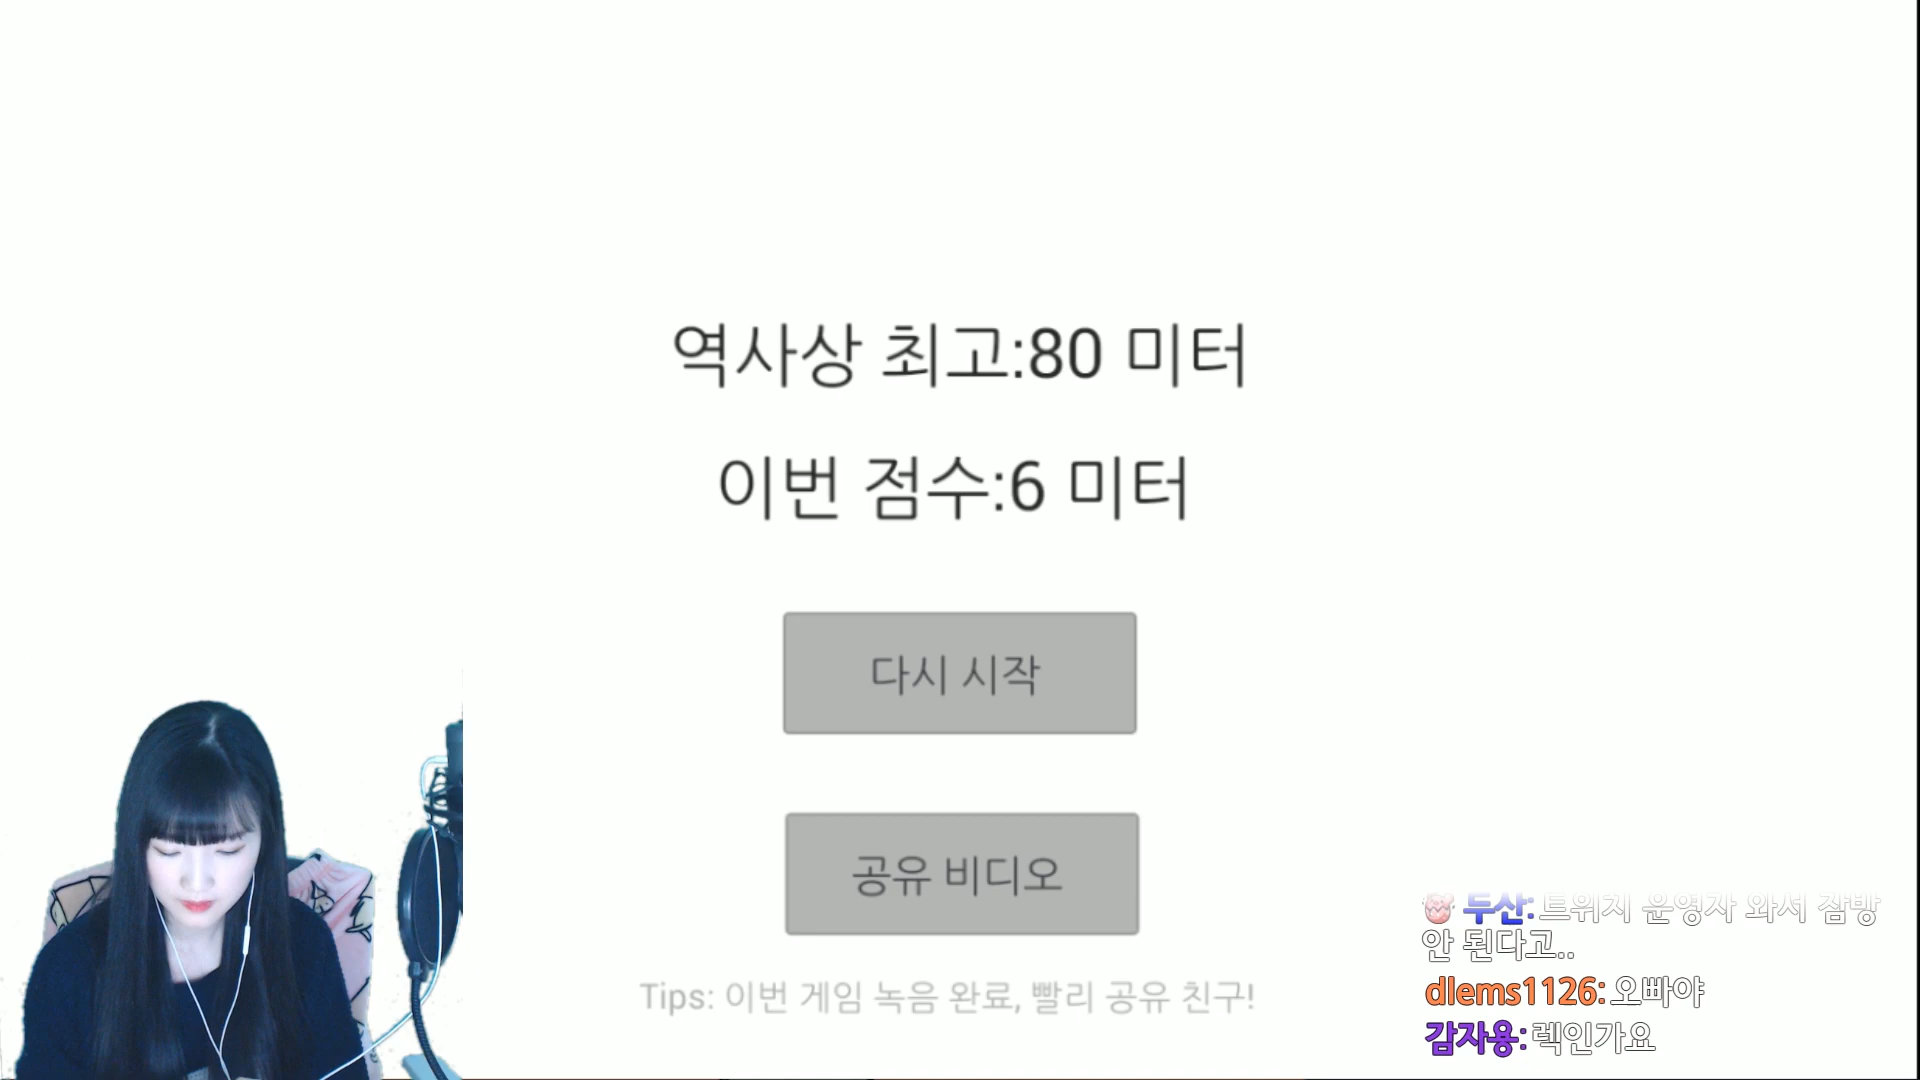 역사상 최고:80 미터
이번 점수:6 미터
다시 시작
공유 비디오
Tips: 이번 게임 녹음 완료, 빨리 공유 친구!
두산: 트위치 운영자 와서 잠방
안 된다고..
dlems1126: 오빠야
감자용: 렉인가요